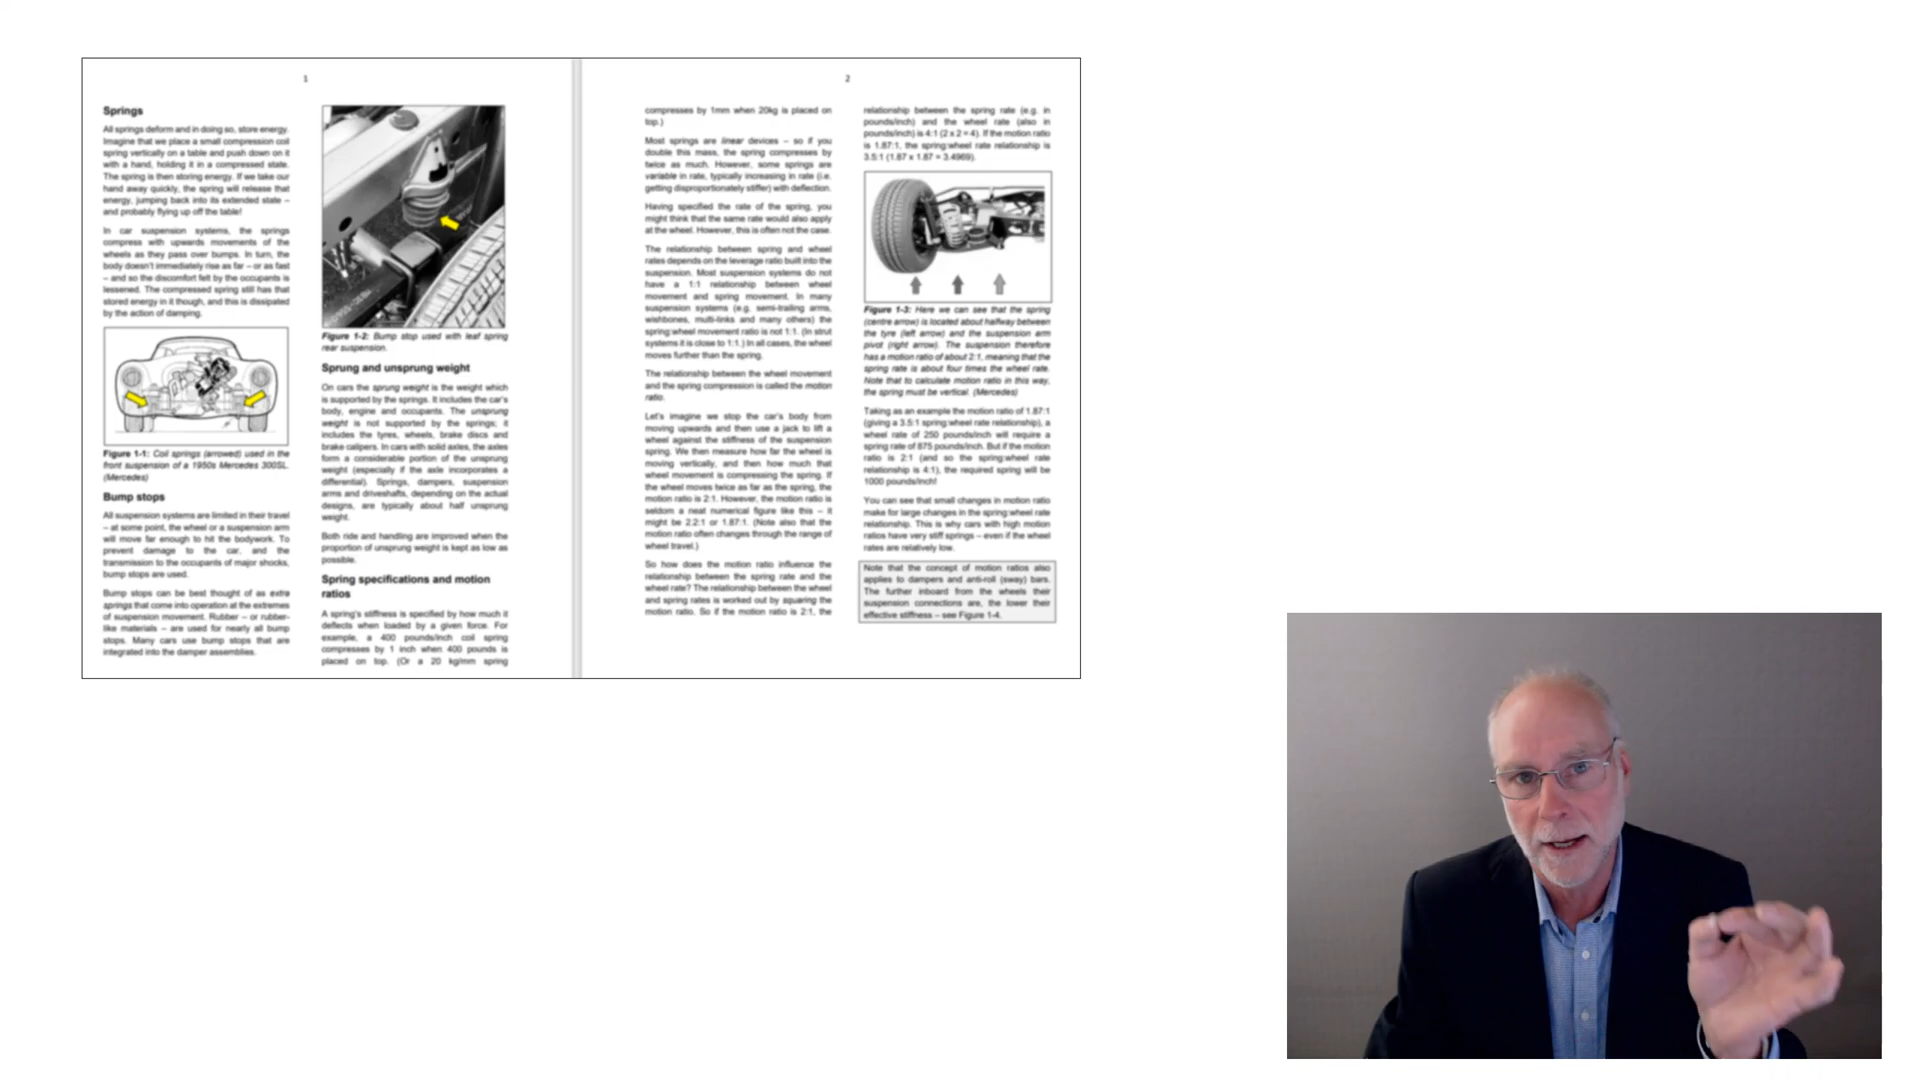 1
Springs
All springs deform and in doing so, store energy.
Imagine that we place a small compression coil
spring vertically on a table and push down on it
with a hand, holding it in a compressed state.
The spring is then storing energy. If we take our
hand away quickly, the spring will release that
energy, jumping back into its extended state –
and probably flying up off the table!
In car suspension systems, the springs
compress with upwards movements of the
wheels as they pass over bumps. In turn, the
body doesn't immediately rise as far – or as fast
– and so the discomfort felt by the occupants is
lessened. The compressed spring still has that
stored energy in it though, and this is dissipated
by the action of damping.
Figure 1-1: Coil springs (arrowed) used in the
front suspension of a 1950s Mercedes 300SL.
(Mercedes)
Bump stops
All suspension systems are limited in their travel
– at some point, the wheel or a suspension arm
will move far enough to hit the bodywork. To
prevent damage to the car, and the
transmission to the occupants of major shocks,
bump stops are used.
Bump stops can be best thought of as extra
springs that come into operation at the extremes
of suspension movement. Rubber – or rubber-
like materials – are used for nearly all bump
stops. Many cars use bump stops that are
integrated into the damper assemblies.
Figure 1-2: Bump stop used with leaf spring
rear suspension.
Sprung and unsprung weight
On cars the sprung weight is the weight which
is supported by the springs. It includes the car's
body, engine and occupants. The unsprung
weight is not supported by the springs; it
includes the tyres, wheels, brake discs and
brake calipers. In cars with solid axles, the axles
form a considerable portion of the unsprung
weight (especially if the axle incorporates a
differential). Springs, dampers, suspension
arms and driveshafts, depending on the actual
designs, are typically about half unsprung
weight.
Both ride and handling are improved when the
proportion of unsprung weight is kept as low as
possible.
Spring specifications and motion
ratios
A spring's stiffness is specified by how much it
deflects when loaded by a given force. For
example, a 400 pounds/inch coil spring
compresses by 1 inch when 400 pounds is
placed on top. (Or a 20 kg/mm spring
2
compresses by 1mm when 20kg is placed on
top.)
Most springs are linear devices – so if you
double this mass, the spring compresses by
twice as much. However, some springs are
variable in rate, typically increasing in rate (i.e.
getting disproportionately stiffer) with deflection.
Having specified the rate of the spring, you
might think that the same rate would also apply
at the wheel. However, this is often not the case.
The relationship between spring and wheel
rates depends on the leverage ratio built into the
suspension. Most suspension systems do not
have a 1:1 relationship between wheel
movement and spring movement. In many
suspension systems (e.g. semi-trailing arms,
wishbones, multi-links and many others) the
spring:wheel movement ratio is not 1:1. (In strut
systems it is close to 1:1.) In all cases, the wheel
moves further than the spring.
The relationship between the wheel movement
and the spring compression is called the motion
ratio.
Let's imagine we stop the car's body from
moving upwards and then use a jack to lift a
wheel against the stiffness of the suspension
spring. We then measure how far the wheel is
moving vertically, and then how much that
wheel movement is compressing the spring. If
the wheel moves twice as far as the spring, the
motion ratio is 2:1. However, the motion ratio is
seldom a neat numerical figure like this – it
might be 2.2:1 or 1.87:1. (Note also that the
motion ratio often changes through the range of
wheel travel.)
So how does the motion ratio influence the
relationship between the spring rate and the
wheel rate? The relationship between the wheel
and spring rates is worked out by squaring the
motion ratio. So if the motion ratio is 2:1, the
relationship between the spring rate (e.g. in
pounds/inch) and the wheel rate (also in
pounds/inch) is 4:1 (2 x 2 = 4). If the motion ratio
is 1.87:1, the spring:wheel rate relationship is
3.5:1 (1.87 x 1.87 = 3.4969).
Figure 1-3: Here we can see that the spring
(centre arrow) is located about halfway between
the tyre (left arrow) and the suspension arm
pivot (right arrow). The suspension therefore
has a motion ratio of about 2:1, meaning that the
spring rate is about four times the wheel rate.
Note that to calculate motion ratio in this way,
the spring must be vertical. (Mercedes)
Taking as an example the motion ratio of 1.87:1
(giving a 3.5:1 spring:wheel rate relationship), a
wheel rate of 250 pounds/inch will require a
spring rate of 875 pounds/inch. But if the motion
ratio is 2:1 (and so the spring:wheel rate
relationship is 4:1), the required spring will be
1000 pounds/inch!
You can see that small changes in motion ratio
make for large changes in the spring:wheel rate
relationship. This is why cars with high motion
ratios have very stiff springs – even if the wheel
rates are relatively low.
Note that the concept of motion ratios also
applies to dampers and anti-roll (sway) bars.
The further inboard from the wheels their
suspension connections are, the lower their
effective stiffness – see Figure 1-4.